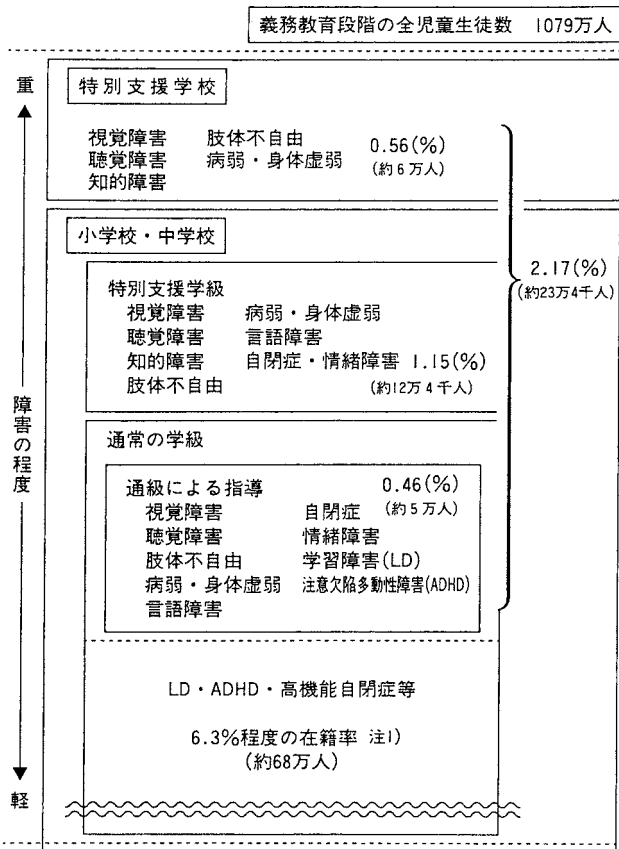 義務教育段階の全児童生徒数 1079万人
重
特別支援学校
視覚障害 肢体不自由 0.56(%)
聴覚障害 病弱・身体虚弱 (約6万人)
知的障害
小学校・中学校
2.17(%)
(約23万4千人)
特別支援学級
視覚障害 病弱・身体虚弱
聴覚障害 言語障害
知的障害 自閉症・情緒障害 1.15(%)
肢体不自由 (約12万4千人)
障害の程度
通常の学級
通級による指導 0.46(%)
視覚障害 自閉症 (約5万人)
聴覚障害 情緒障害
肢体不自由 学習障害(LD)
病弱・身体虚弱 注意欠陥多動性障害(ADHD)
言語障害
LD・ADHD・高機能自閉症等
6.3%程度の在籍率 注1)
(約68万人)
軽